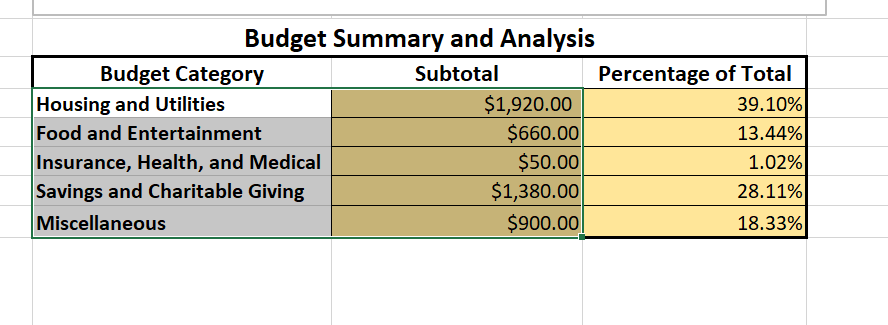 Budget Summary and Analysis
Budget Category Subtotal Percentage of Total
Housing and Utilities $1,920.00 39.10%
Food and Entertainment $660.00 13.44%
Insurance, Health, and Medical $50.00 1.02%
Savings and Charitable Giving $1,380.00 28.11%
Miscellaneous $900.00 18.33%